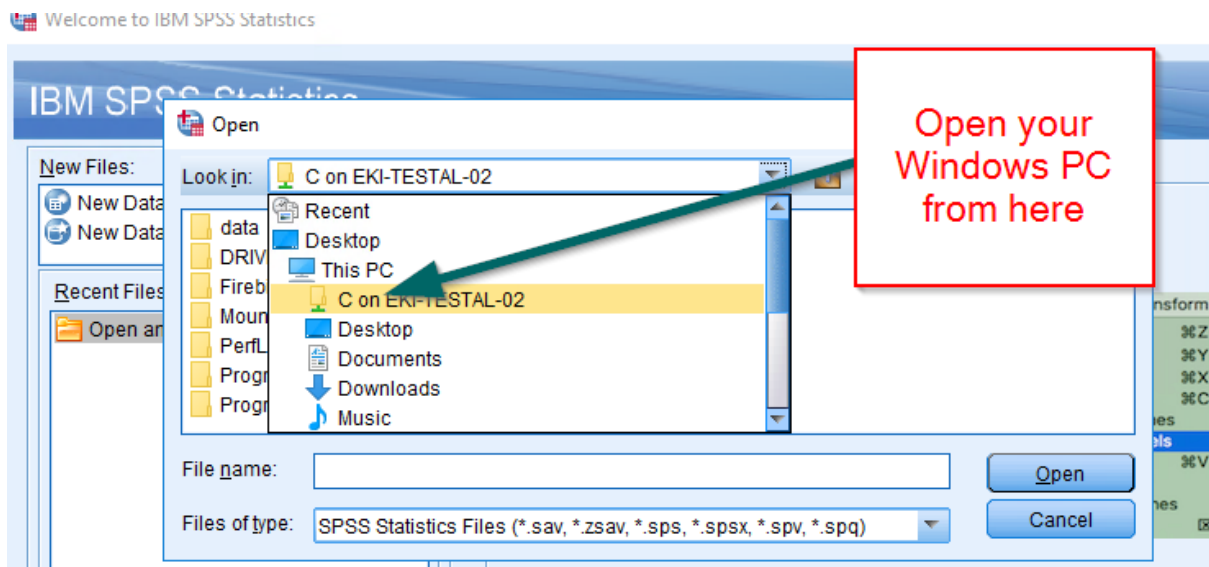 Welcome to IBM SPSS Statistics
IBM SPSS Statistics
Open
Open your
Windows PC
from here
New Files:
New Data
New Data
Recent Files
Open an
Look in:
C on EKI-TESTAL-02
Recent
Desktop
This PC
C on EKI-TESTAL-02
Desktop
Documents
Downloads
Music
data
DRIV
Fireb
Moun
PerfL
Progr
Progr
File name:
Open
Files of type:
SPSS Statistics Files (*.sav, *.zsav, *.sps, *.spsx, *.spv, *.spq)
Cancel
nsform
⌘Z
⌘Y
⌘X
⌘C
es
els
⌘V
nes